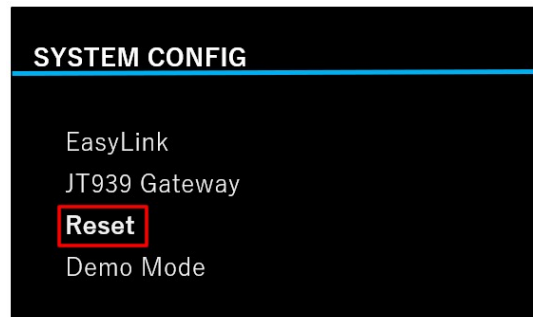 SYSTEM CONFIG
EasyLink
JT939 Gateway
Reset
Demo Mode